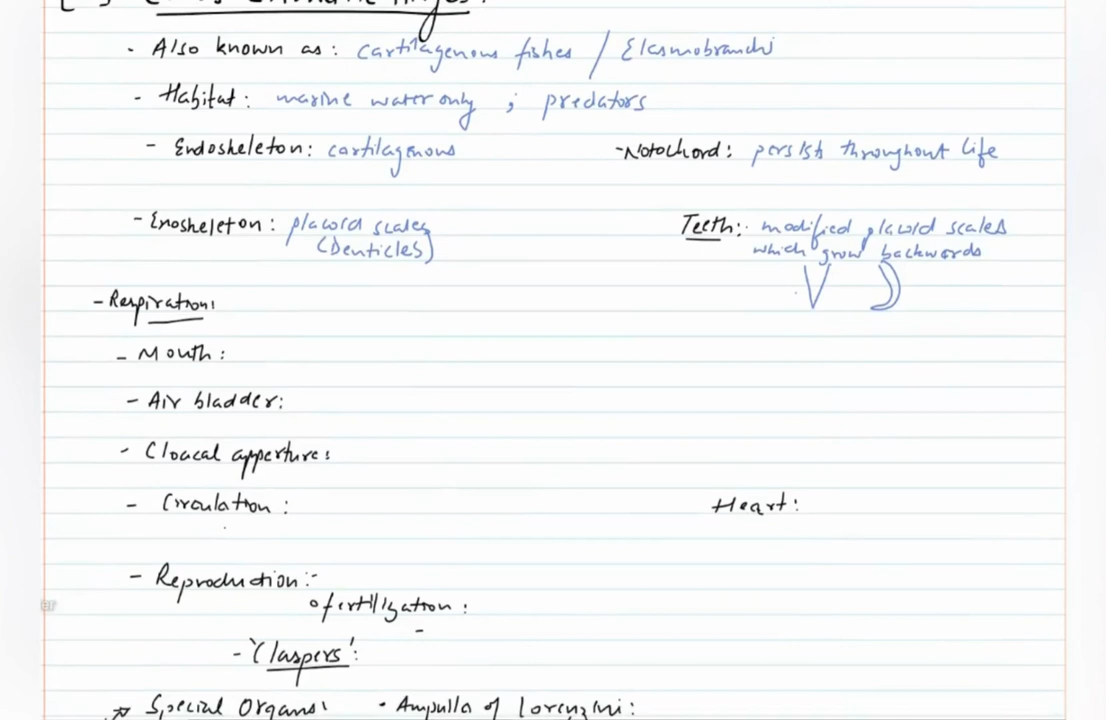 - Also known as: cartilagenous fishes / Elasmobranchi
- Habitat: marine water only ; predators
- Endoskeleton: cartilagenous - Notochord: persist throughout life
- Exoskeleton: placoid scales (Denticles)
Teeth: modified placoid scales which grow backwords
- Respiration:
- Mouth:
- Air bladder:
- Cloacal apperture:
- Circulation: Heart:
- Reproduction:-
o fertilization:
- 'Claspers':
Special Organs: • Ampulla of Lorenzini: